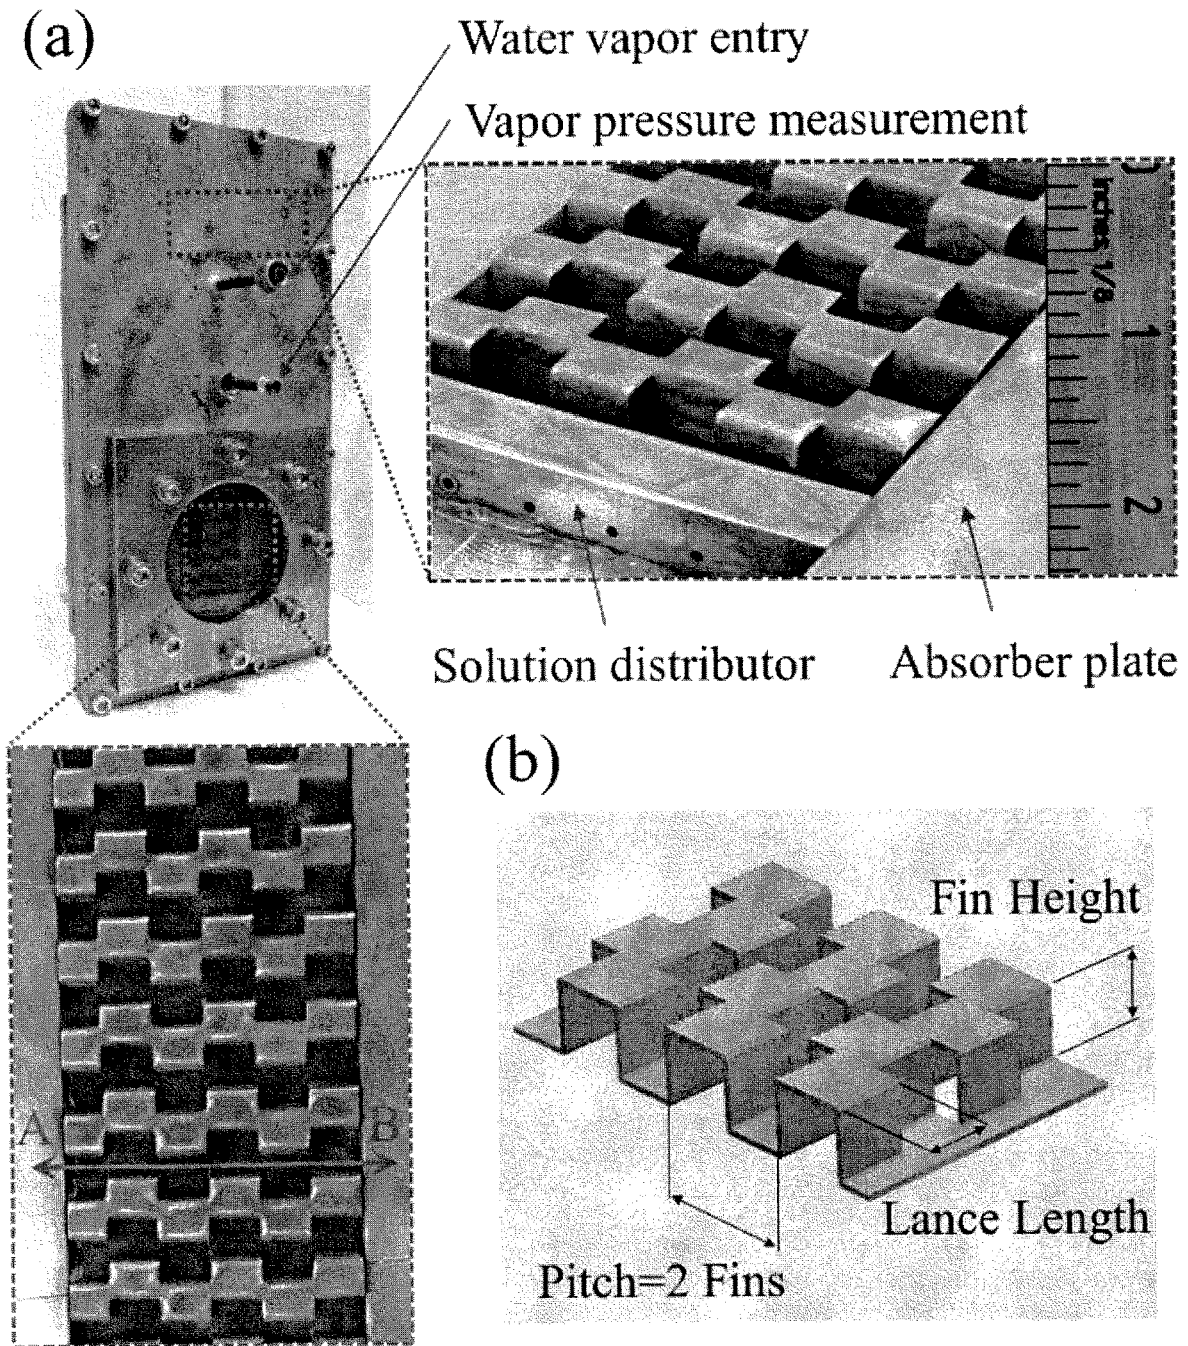 (a)
Water vapor entry
Vapor pressure measurement
Inches 1/8
1
2
Solution distributor
Absorber plate
A
B
(b)
Fin Height
Lance Length
Pitch=2 Fins